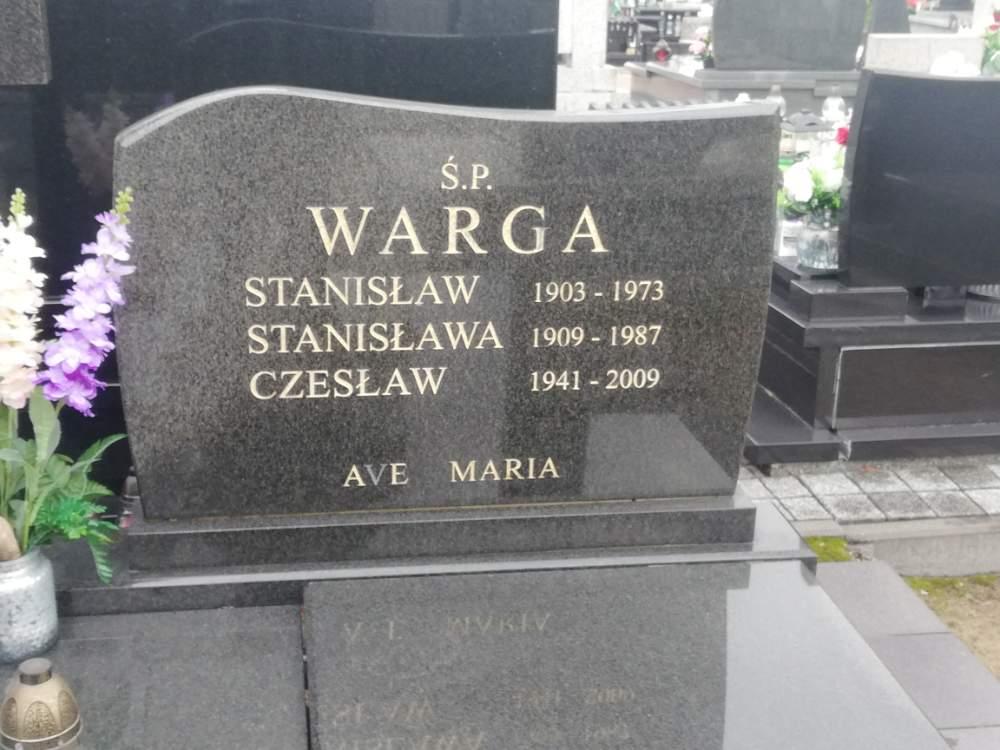 Ś.P.
WARGA
STANISŁAW 1903 - 1973
STANISŁAWA 1909 - 1987
CZESŁAW 1941 - 2009
AVE MARIA